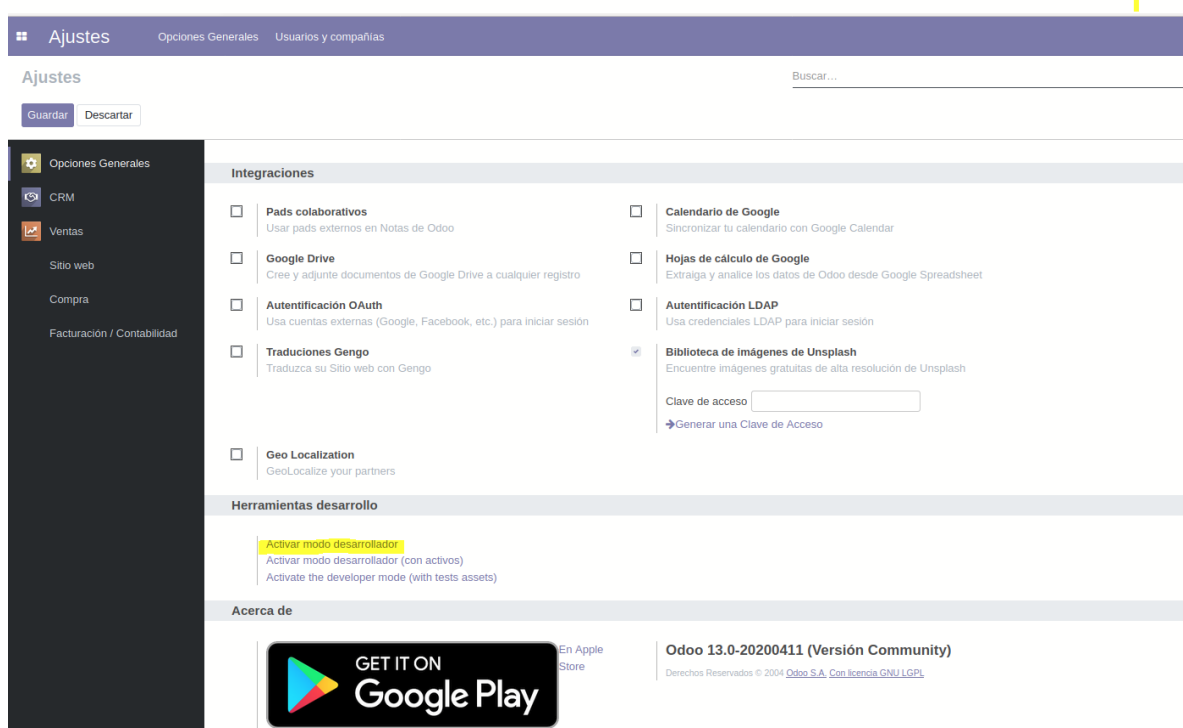 Ajustes Opciones Generales Usuarios y compañías
Ajustes
Buscar...
Guardar Descartar
Opciones Generales
CRM
Ventas
Sitio web
Compra
Facturación / Contabilidad
Integraciones
Pads colaborativos
Usar pads externos en Notas de Odoo
Calendario de Google
Sincronizar tu calendario con Google Calendar
Google Drive
Cree y adjunte documentos de Google Drive a cualquier registro
Hojas de cálculo de Google
Extraiga y analice los datos de Odoo desde Google Spreadsheet
Autentificación OAuth
Usa cuentas externas (Google, Facebook, etc.) para iniciar sesión
Autentificación LDAP
Usa credenciales LDAP para iniciar sesión
Traduciones Gengo
Traduzca su Sitio web con Gengo
Biblioteca de imágenes de Unsplash
Encuentre imágenes gratuitas de alta resolución de Unsplash
Clave de acceso
Generar una Clave de Acceso
Geo Localization
GeoLocalize your partners
Herramientas desarrollo
Activar modo desarrollador
Activar modo desarrollador (con activos)
Activate the developer mode (with tests assets)
Acerca de
GET IT ON
Google Play
En Apple
Store
Odoo 13.0-20200411 (Versión Community)
Derechos Reservados © 2004 Odoo S.A. Con licencia GNU LGPL